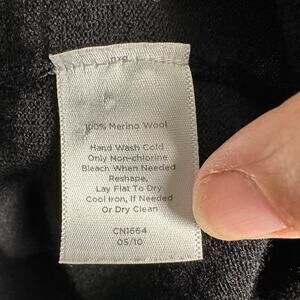 100% Merino Wool
Hand Wash Cold
Only Non-chlorine
Bleach When Needed
Reshape,
Lay Flat To Dry
Cool Iron, If Needed
Or Dry Clean
CN1664
05/10